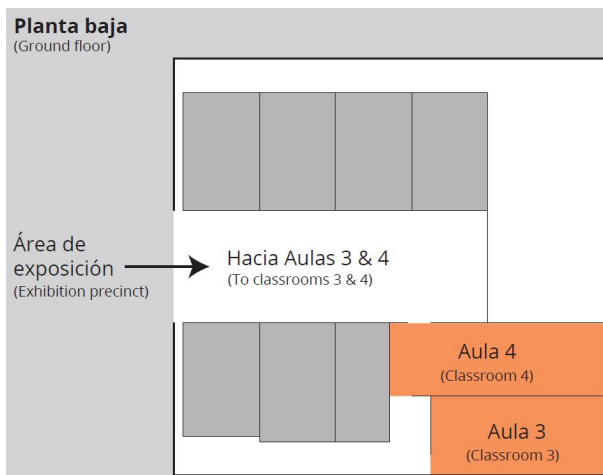 Planta baja
(Ground floor)
Área de
exposición
(Exhibition precinct)
Hacia Aulas 3 & 4
(To classrooms 3 & 4)
Aula 4
(Classroom 4)
Aula 3
(Classroom 3)